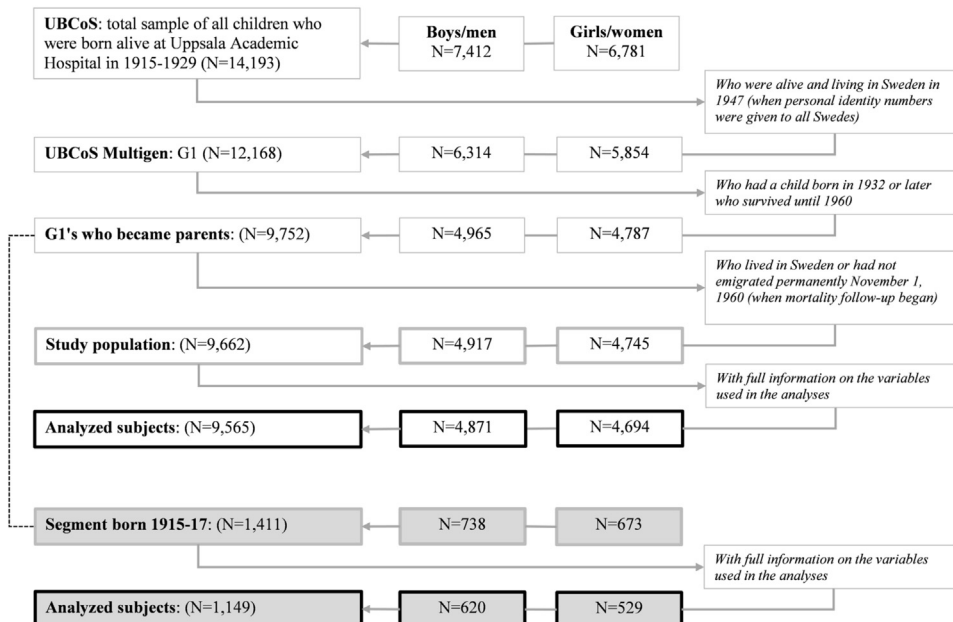 UBCoS: total sample of all children who
were born alive at Uppsala Academic
Hospital in 1915-1929 (N=14,193)
Boys/men
N=7,412
Girls/women
N=6,781
Who were alive and living in Sweden in
1947 (when personal identity numbers
were given to all Swedes)
UBCoS Multigen: G1 (N=12,168)
N=6,314
N=5,854
Who had a child born in 1932 or later
who survived until 1960
G1's who became parents: (N=9,752)
N=4,965
N=4,787
Who lived in Sweden or had not
emigrated permanently November 1,
1960 (when mortality follow-up began)
Study population: (N=9,662)
N=4,917
N=4,745
With full information on the variables
used in the analyses
Analyzed subjects: (N=9,565)
N=4,871
N=4,694
Segment born 1915-17: (N=1,411)
N=738
N=673
With full information on the variables
used in the analyses
Analyzed subjects: (N=1,149)
N=620
N=529